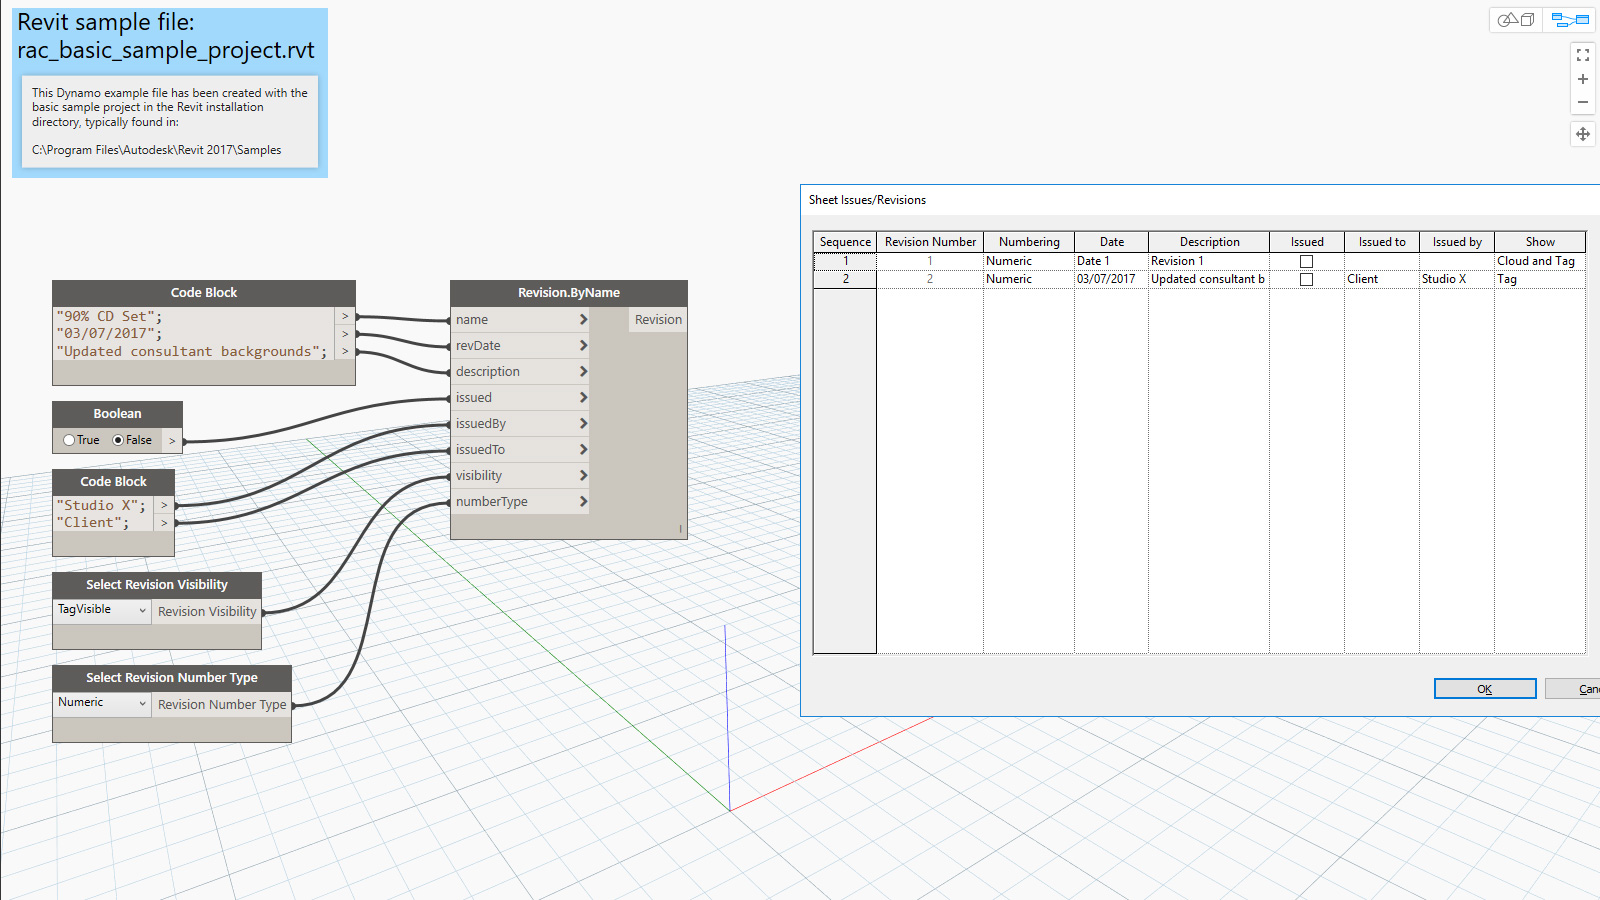 Revit sample file:
rac_basic_sample_project.rvt
This Dynamo example file has been created with the
basic sample project in the Revit installation
directory, typically found in:
C:\Program Files\Autodesk\Revit 2017\Samples
Code Block
"90% CD Set"; >
"03/07/2017"; >
"Updated consultant backgrounds"; >
Boolean
True False >
Code Block
"Studio X"; >
"Client"; >
Select Revision Visibility
TagVisible Revision Visibility
Select Revision Number Type
Numeric Revision Number Type
Revision.ByName
name Revision
revDate
description
issued
issuedBy
issuedTo
visibility
numberType
Sheet Issues/Revisions
Sequence Revision Number Numbering Date Description Issued Issued to Issued by Show
1 1 Numeric Date 1 Revision 1 Cloud and Tag
2 2 Numeric 03/07/2017 Updated consultant b Client Studio X Tag
OK Can